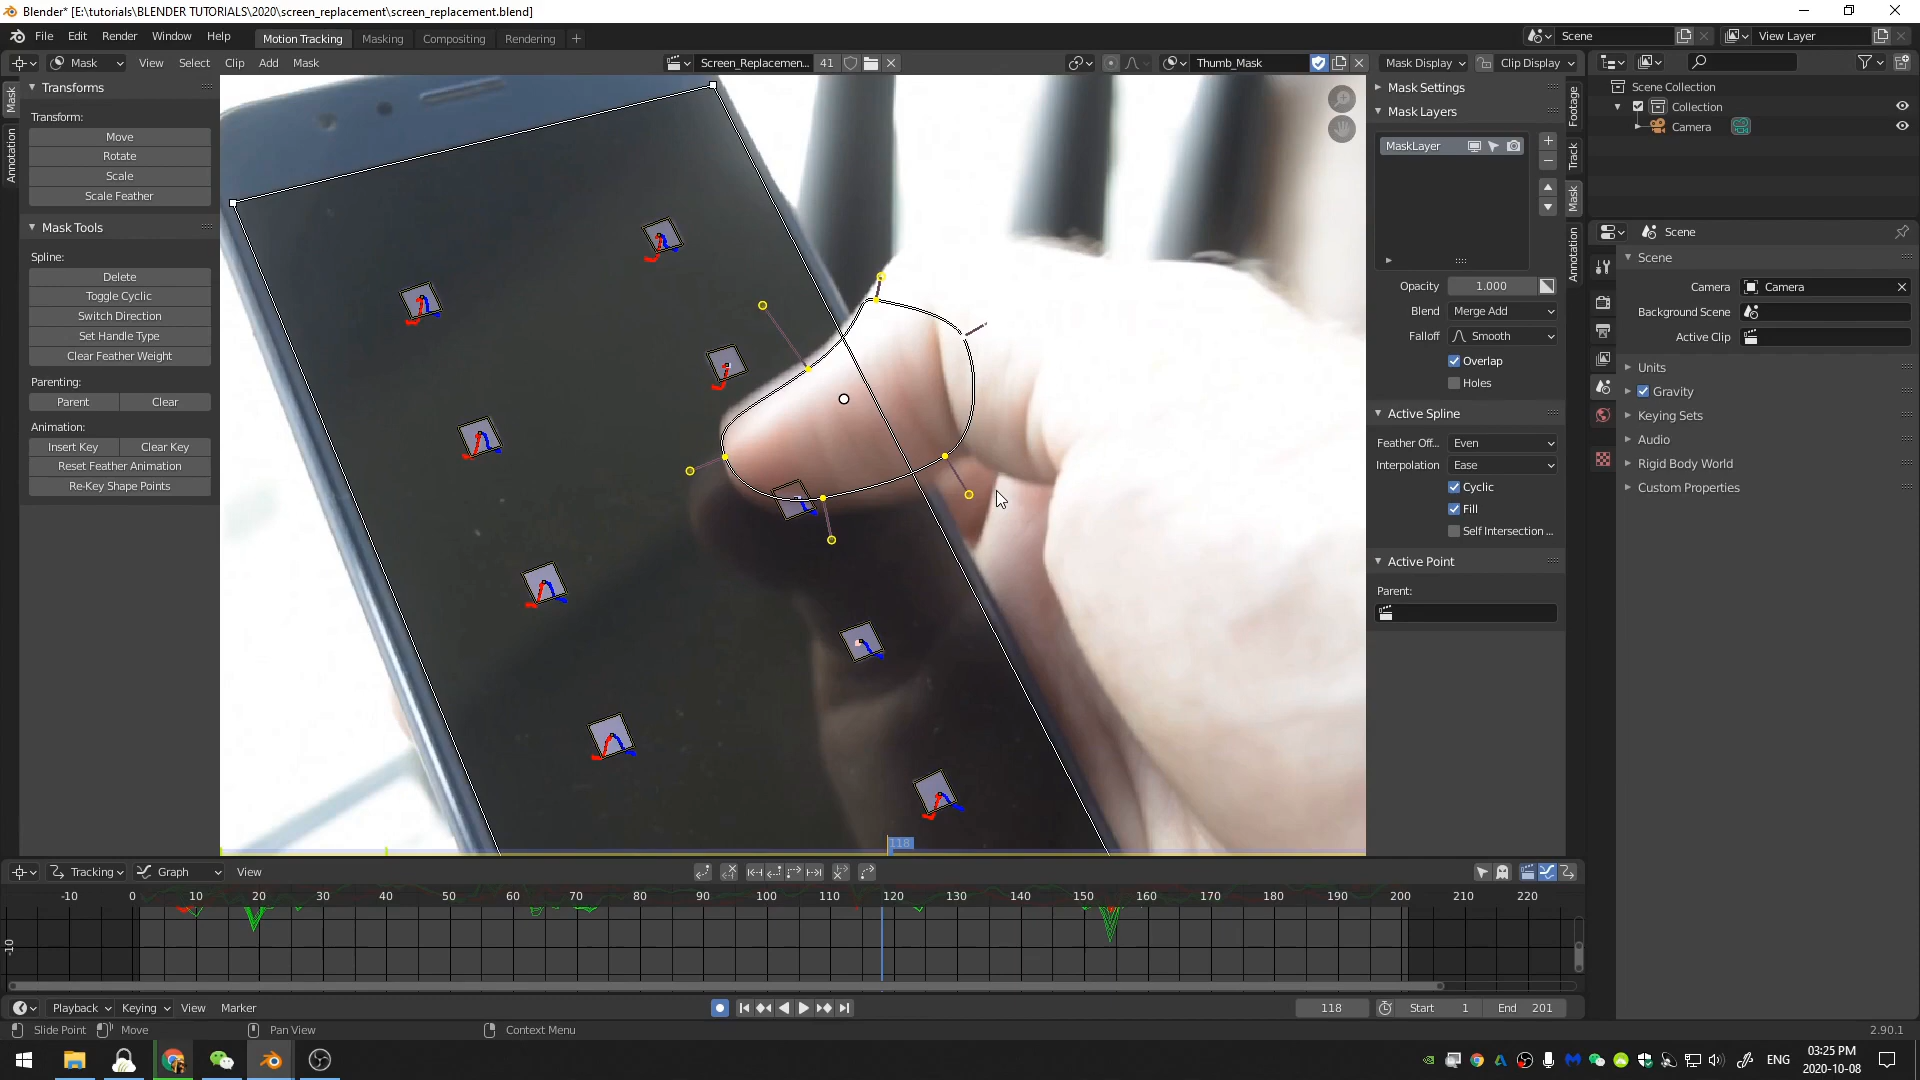 Blender* [E:\tutorials\BLENDER TUTORIALS\2020\screen_replacement\screen_replacement.blend]
File Edit Render Window Help Motion Tracking Masking Compositing Rendering + Scene View Layer
Mask View Select Clip Add Mask Screen_Replacemen... 41 Thumb_Mask Mask Display Clip Display
Mask
Annotation
Transforms
Transform:
Move
Rotate
Scale
Scale Feather
Mask Tools
Spline:
Delete
Toggle Cyclic
Switch Direction
Set Handle Type
Clear Feather Weight
Parenting:
Parent Clear
Animation:
Insert Key Clear Key
Reset Feather Animation
Re-Key Shape Points
118
Mask Settings
Mask Layers
MaskLayer
Opacity 1.000
Blend Merge Add
Falloff Smooth
Overlap
Holes
Active Spline
Feather Off... Even
Interpolation Ease
Cyclic
Fill
Self Intersection ...
Active Point
Parent:
Footage
Track
Mask
Annotation
Scene Collection
Collection
Camera
Scene
Scene
Camera Camera
Background Scene
Active Clip
Units
Gravity
Keying Sets
Audio
Rigid Body World
Custom Properties
Tracking Graph View
-10 0 10 20 30 40 50 60 70 80 90 100 110 120 130 140 150 160 170 180 190 200 210 220
-10
Playback Keying View Marker 118 Start 1 End 201
Slide Point Move Pan View Context Menu 2.90.1
ENG 03:25 PM
2020-10-08